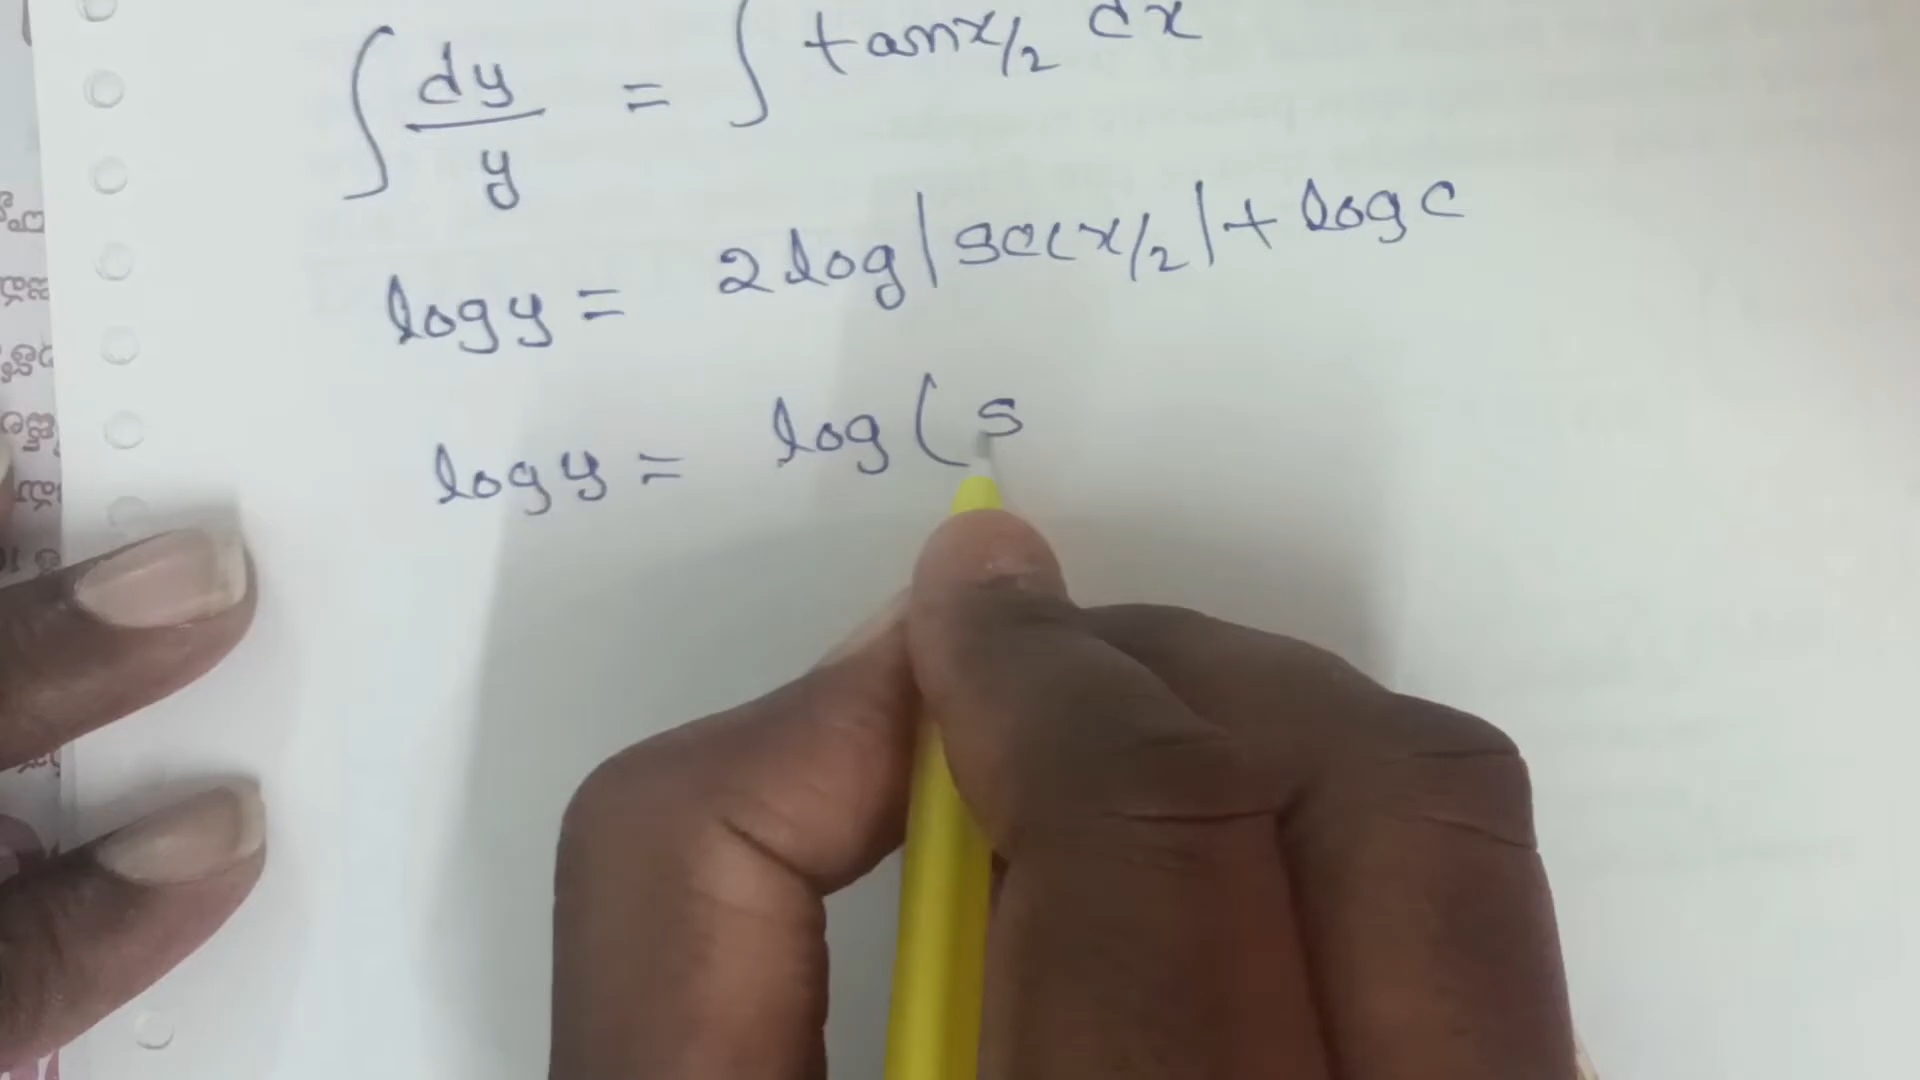 ∫ dy/y = ∫ tan x/2 dx
log y = 2 log |sec x/2| + log c
log y = log ( s